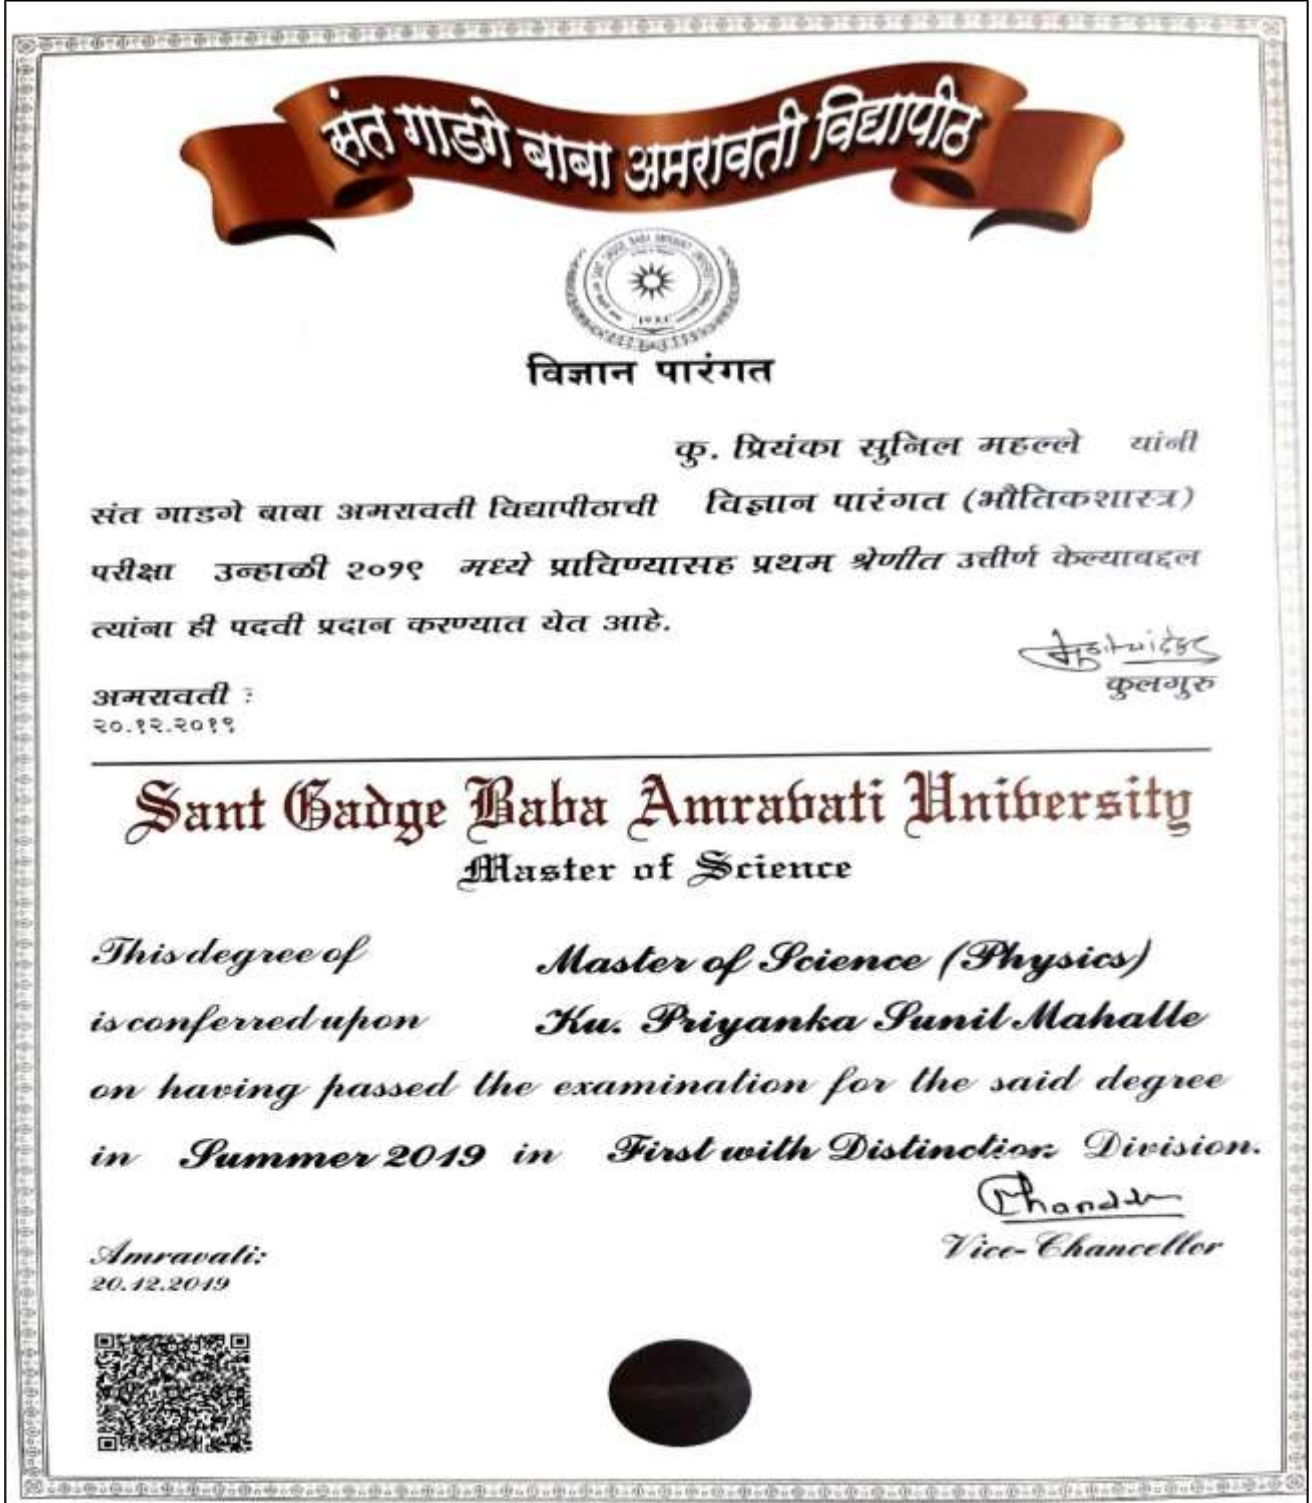 संत गाडगे बाबा अमरावती विद्यापीठ
विज्ञान पारंगत
कु. प्रियंका सुनिल महल्ले यांनी
संत गाडगे बाबा अमरावती विद्यापीठाची विज्ञान पारंगत (भौतिकशास्त्र)
परीक्षा उन्हाळी २०१९ मध्ये प्राविण्यासह प्रथम श्रेणीत उत्तीर्ण केल्याबद्दल
त्यांना ही पदवी प्रदान करण्यात येत आहे.
कुलगुरु
अमरावती :
२०.१२.२०१९
Sant Gadge Baba Amravati University
Master of Science
This degree of Master of Science (Physics)
is conferred upon Ku. Priyanka Sunil Mahalle
on having passed the examination for the said degree
in Summer 2019 in First with Distinction Division.
Vice-Chancellor
Amravati:
20.12.2019